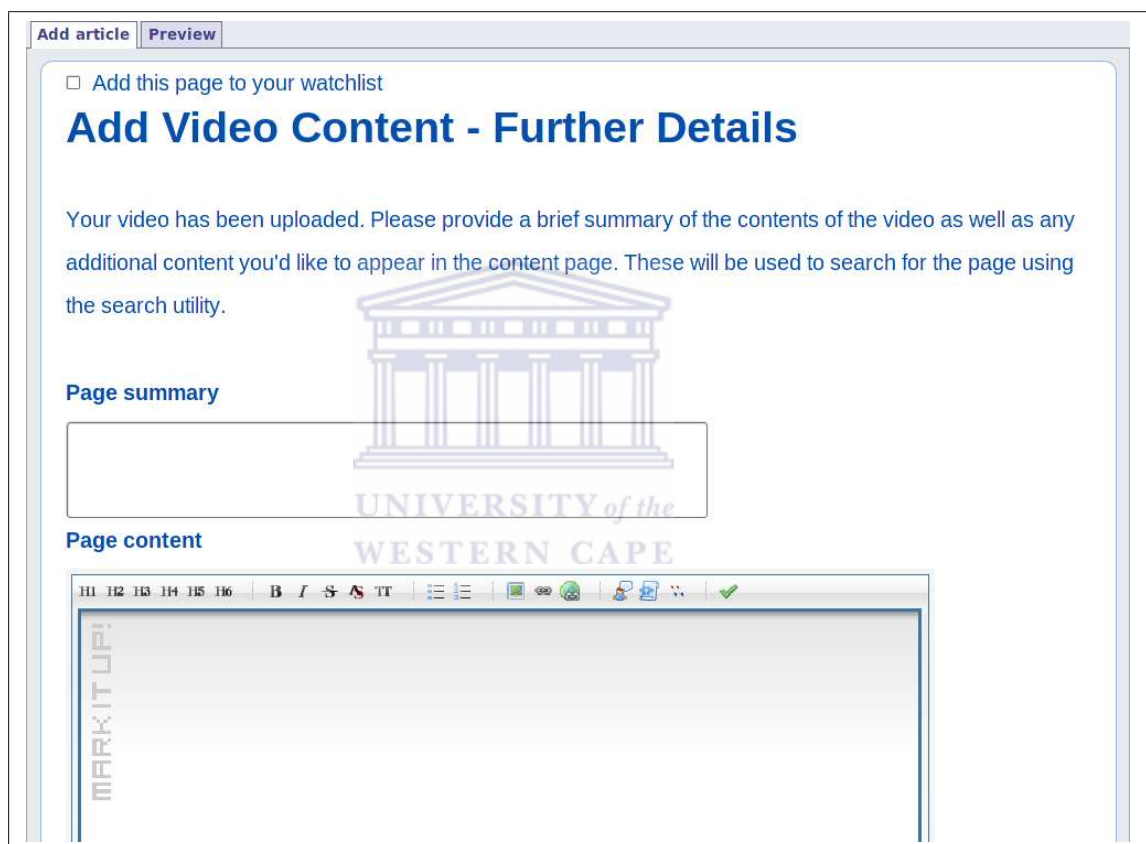 Add article Preview
Add this page to your watchlist
Add Video Content - Further Details
Your video has been uploaded. Please provide a brief summary of the contents of the video as well as any
additional content you'd like to appear in the content page. These will be used to search for the page using
the search utility.
Page summary
UNIVERSITY of the
WESTERN CAPE
Page content
H1 H2 H3 H4 H5 H6 B I S S TT
MARK IT UP!